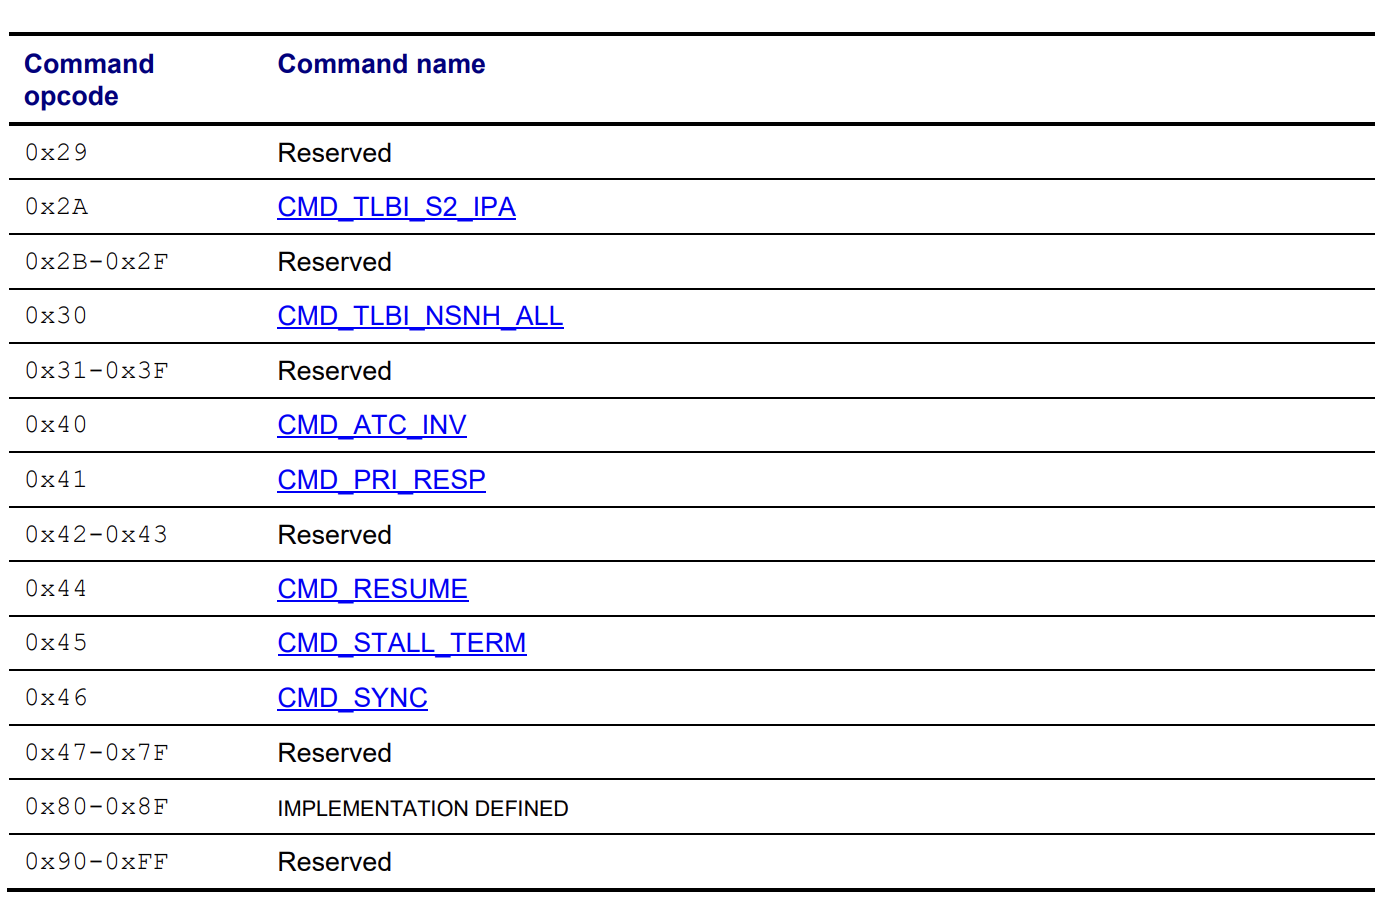 Command opcode Command name
0x29 Reserved
0x2A CMD_TLBI_S2_IPA
0x2B-0x2F Reserved
0x30 CMD_TLBI_NSNH_ALL
0x31-0x3F Reserved
0x40 CMD_ATC_INV
0x41 CMD_PRI_RESP
0x42-0x43 Reserved
0x44 CMD_RESUME
0x45 CMD_STALL_TERM
0x46 CMD_SYNC
0x47-0x7F Reserved
0x80-0x8F IMPLEMENTATION DEFINED
0x90-0xFF Reserved